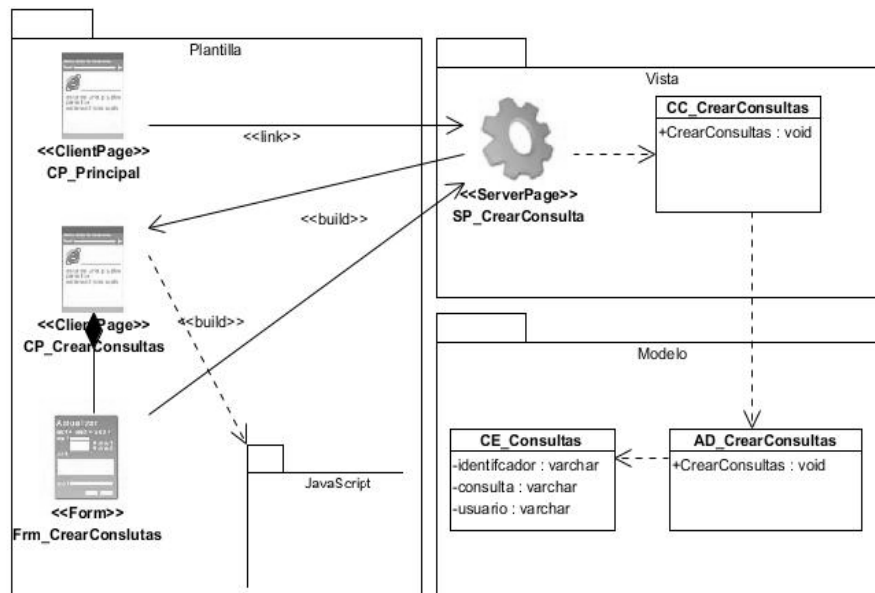 Plantilla
<<ClientPage>>
CP_Principal
<<link>>
<<build>>
<<ClientPage>>
CP_CrearConsultas
<<build>>
Actualizar
<<Form>>
Frm_CrearConslutas
JavaScript
Vista
<<ServerPage>>
SP_CrearConsulta
CC_CrearConsultas
+CrearConsultas : void
Modelo
CE_Consultas
-identifcador : varchar
-consulta : varchar
-usuario : varchar
AD_CrearConsultas
+CrearConsultas : void